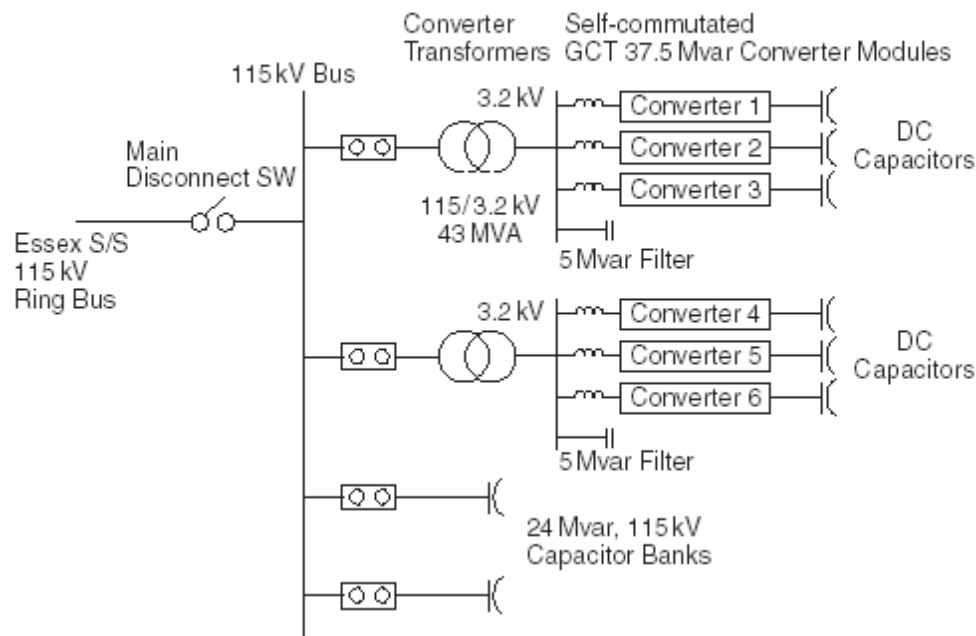 Converter
Transformers
Self-commutated
GCT 37.5 Mvar Converter Modules
115 kV Bus
3.2 kV
Converter 1
Converter 2
Converter 3
DC
Capacitors
Main
Disconnect SW
115/3.2 kV
43 MVA
5 Mvar Filter
Essex S/S
115 kV
Ring Bus
3.2 kV
Converter 4
Converter 5
Converter 6
DC
Capacitors
5 Mvar Filter
24 Mvar, 115 kV
Capacitor Banks